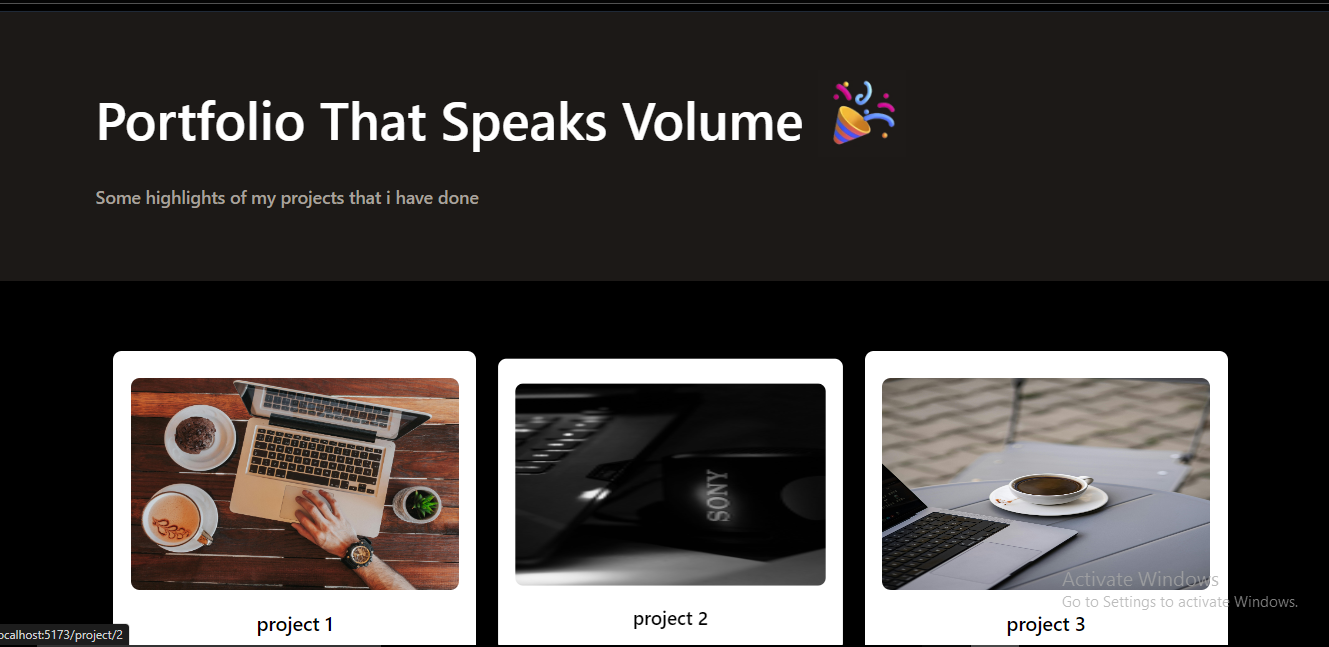 Portfolio That Speaks Volume 🎉
Some highlights of my projects that i have done
SONY
project 1
project 2
project 3
Activate Windows
Go to Settings to activate Windows.
ocalhost:5173/project/2